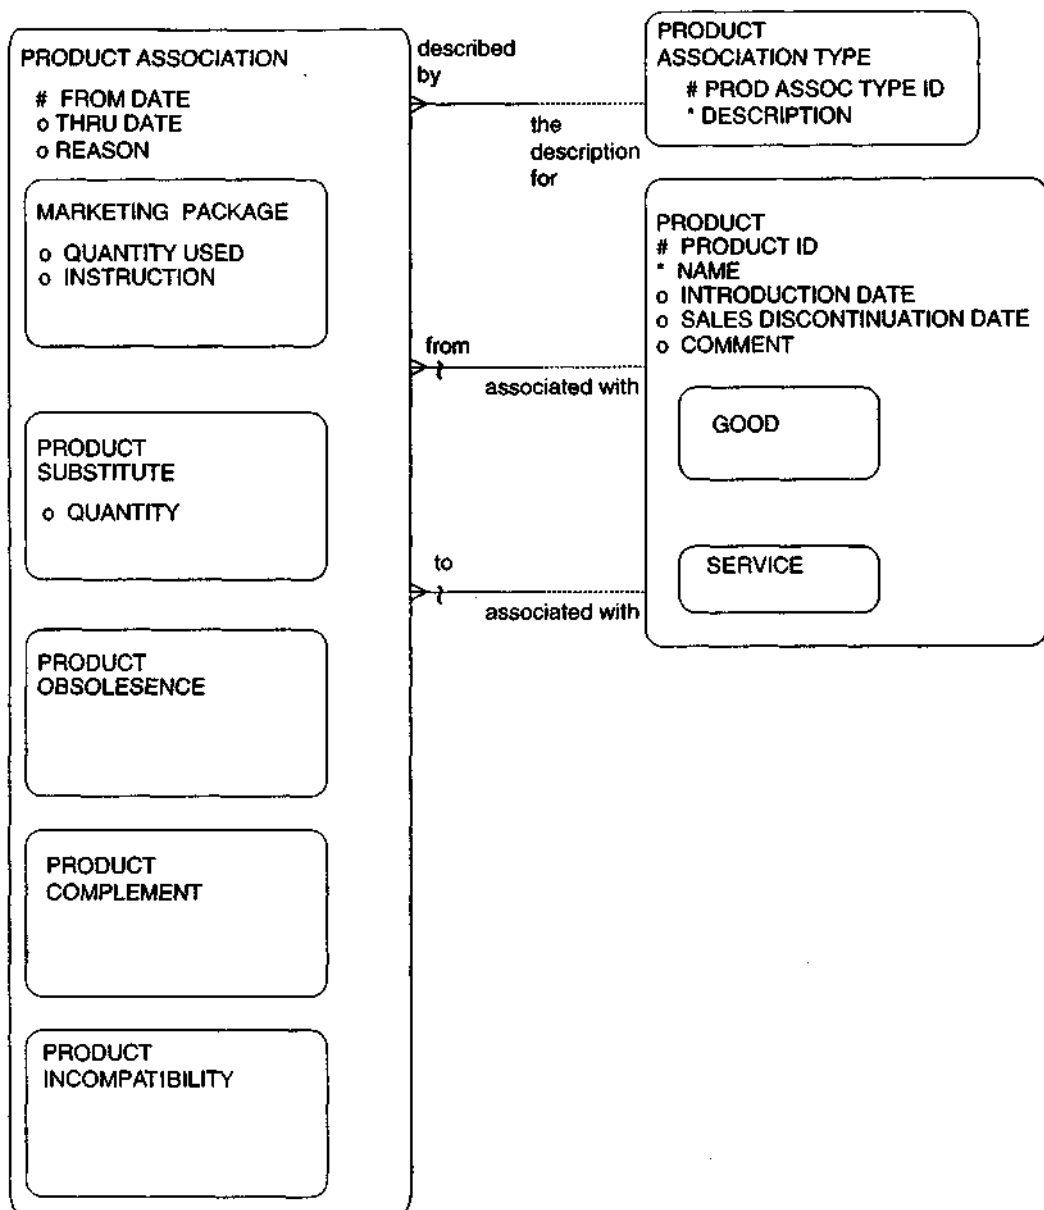 PRODUCT ASSOCIATION
# FROM DATE
o THRU DATE
o REASON
MARKETING PACKAGE
o QUANTITY USED
o INSTRUCTION
PRODUCT
SUBSTITUTE
o QUANTITY
PRODUCT
OBSOLESENCE
PRODUCT
COMPLEMENT
PRODUCT
INCOMPATIBILITY
described
by
the
description
for
from
associated with
to
associated with
PRODUCT
ASSOCIATION TYPE
# PROD ASSOC TYPE ID
* DESCRIPTION
PRODUCT
# PRODUCT ID
* NAME
o INTRODUCTION DATE
o SALES DISCONTINUATION DATE
o COMMENT
GOOD
SERVICE